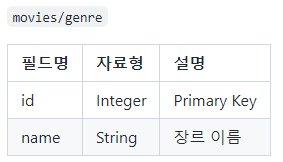 movies/genre
필드명 자료형 설명
id Integer Primary Key
name String 장르 이름